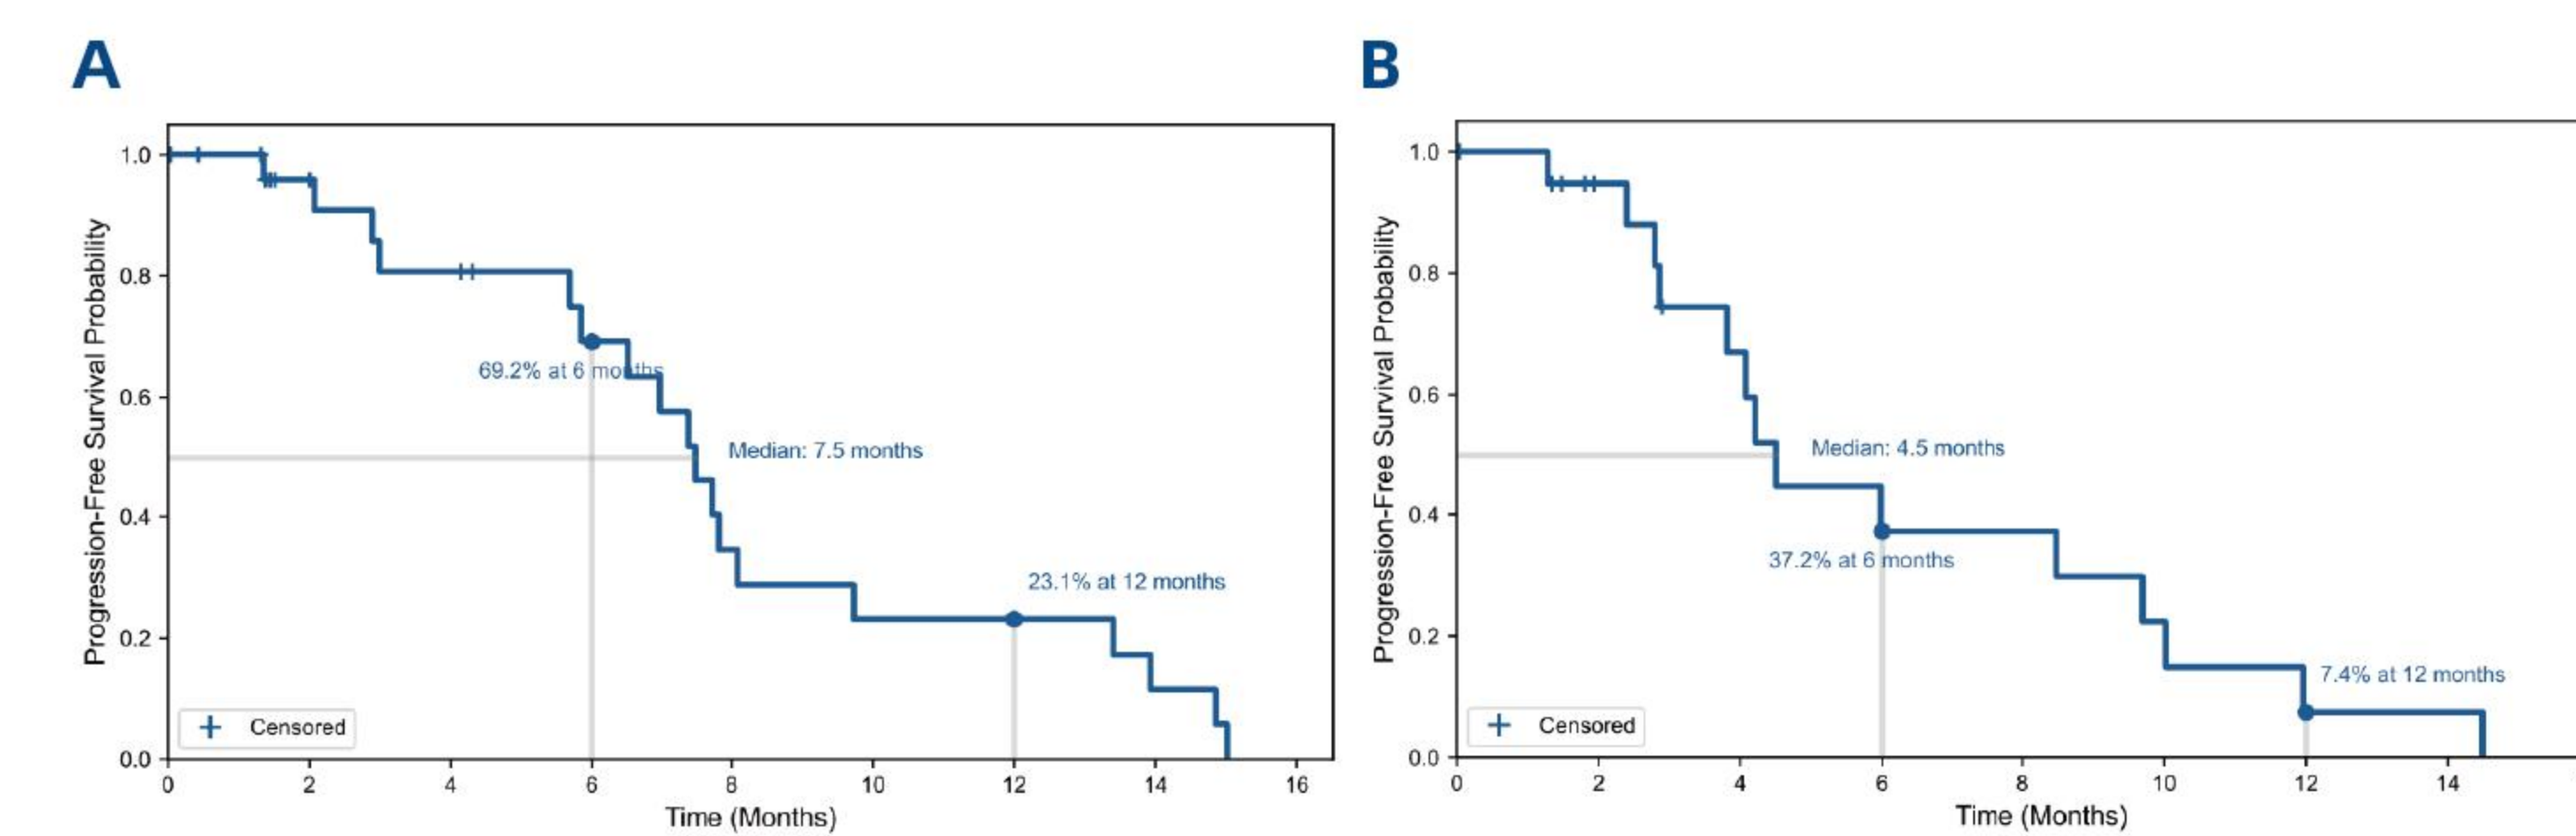 A
B
Progression-Free Survival Probability
1.0
0.8
0.6
0.4
0.2
0.0
69.2% at 6 months
Median: 7.5 months
23.1% at 12 months
Censored
0 2 4 6 8 10 12 14 16
Time (Months)
Progression-Free Survival Probability
1.0
0.8
0.6
0.4
0.2
0.0
Median: 4.5 months
37.2% at 6 months
7.4% at 12 months
Censored
0 2 4 6 8 10 12 14
Time (Months)